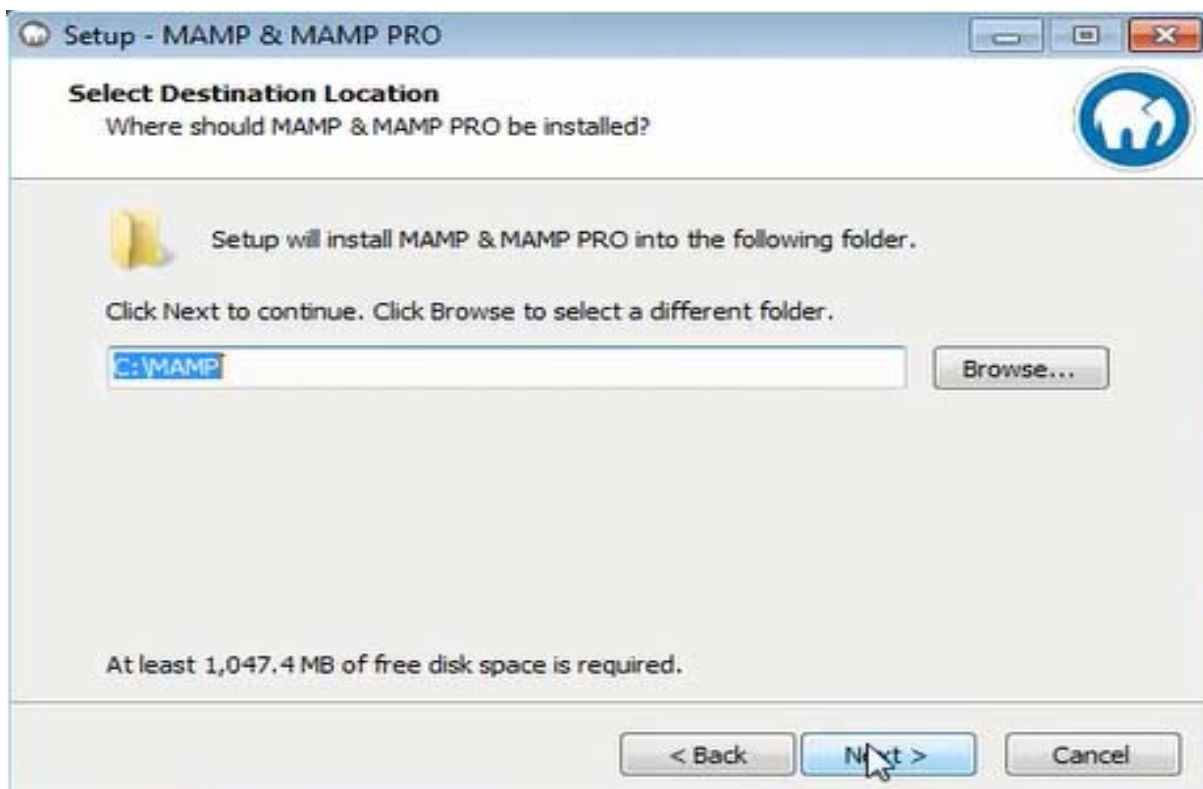 Setup - MAMP & MAMP PRO
Select Destination Location
Where should MAMP & MAMP PRO be installed?
Setup will install MAMP & MAMP PRO into the following folder.
Click Next to continue. Click Browse to select a different folder.
C:\MAMP
Browse...
At least 1,047.4 MB of free disk space is required.
< Back
Next >
Cancel